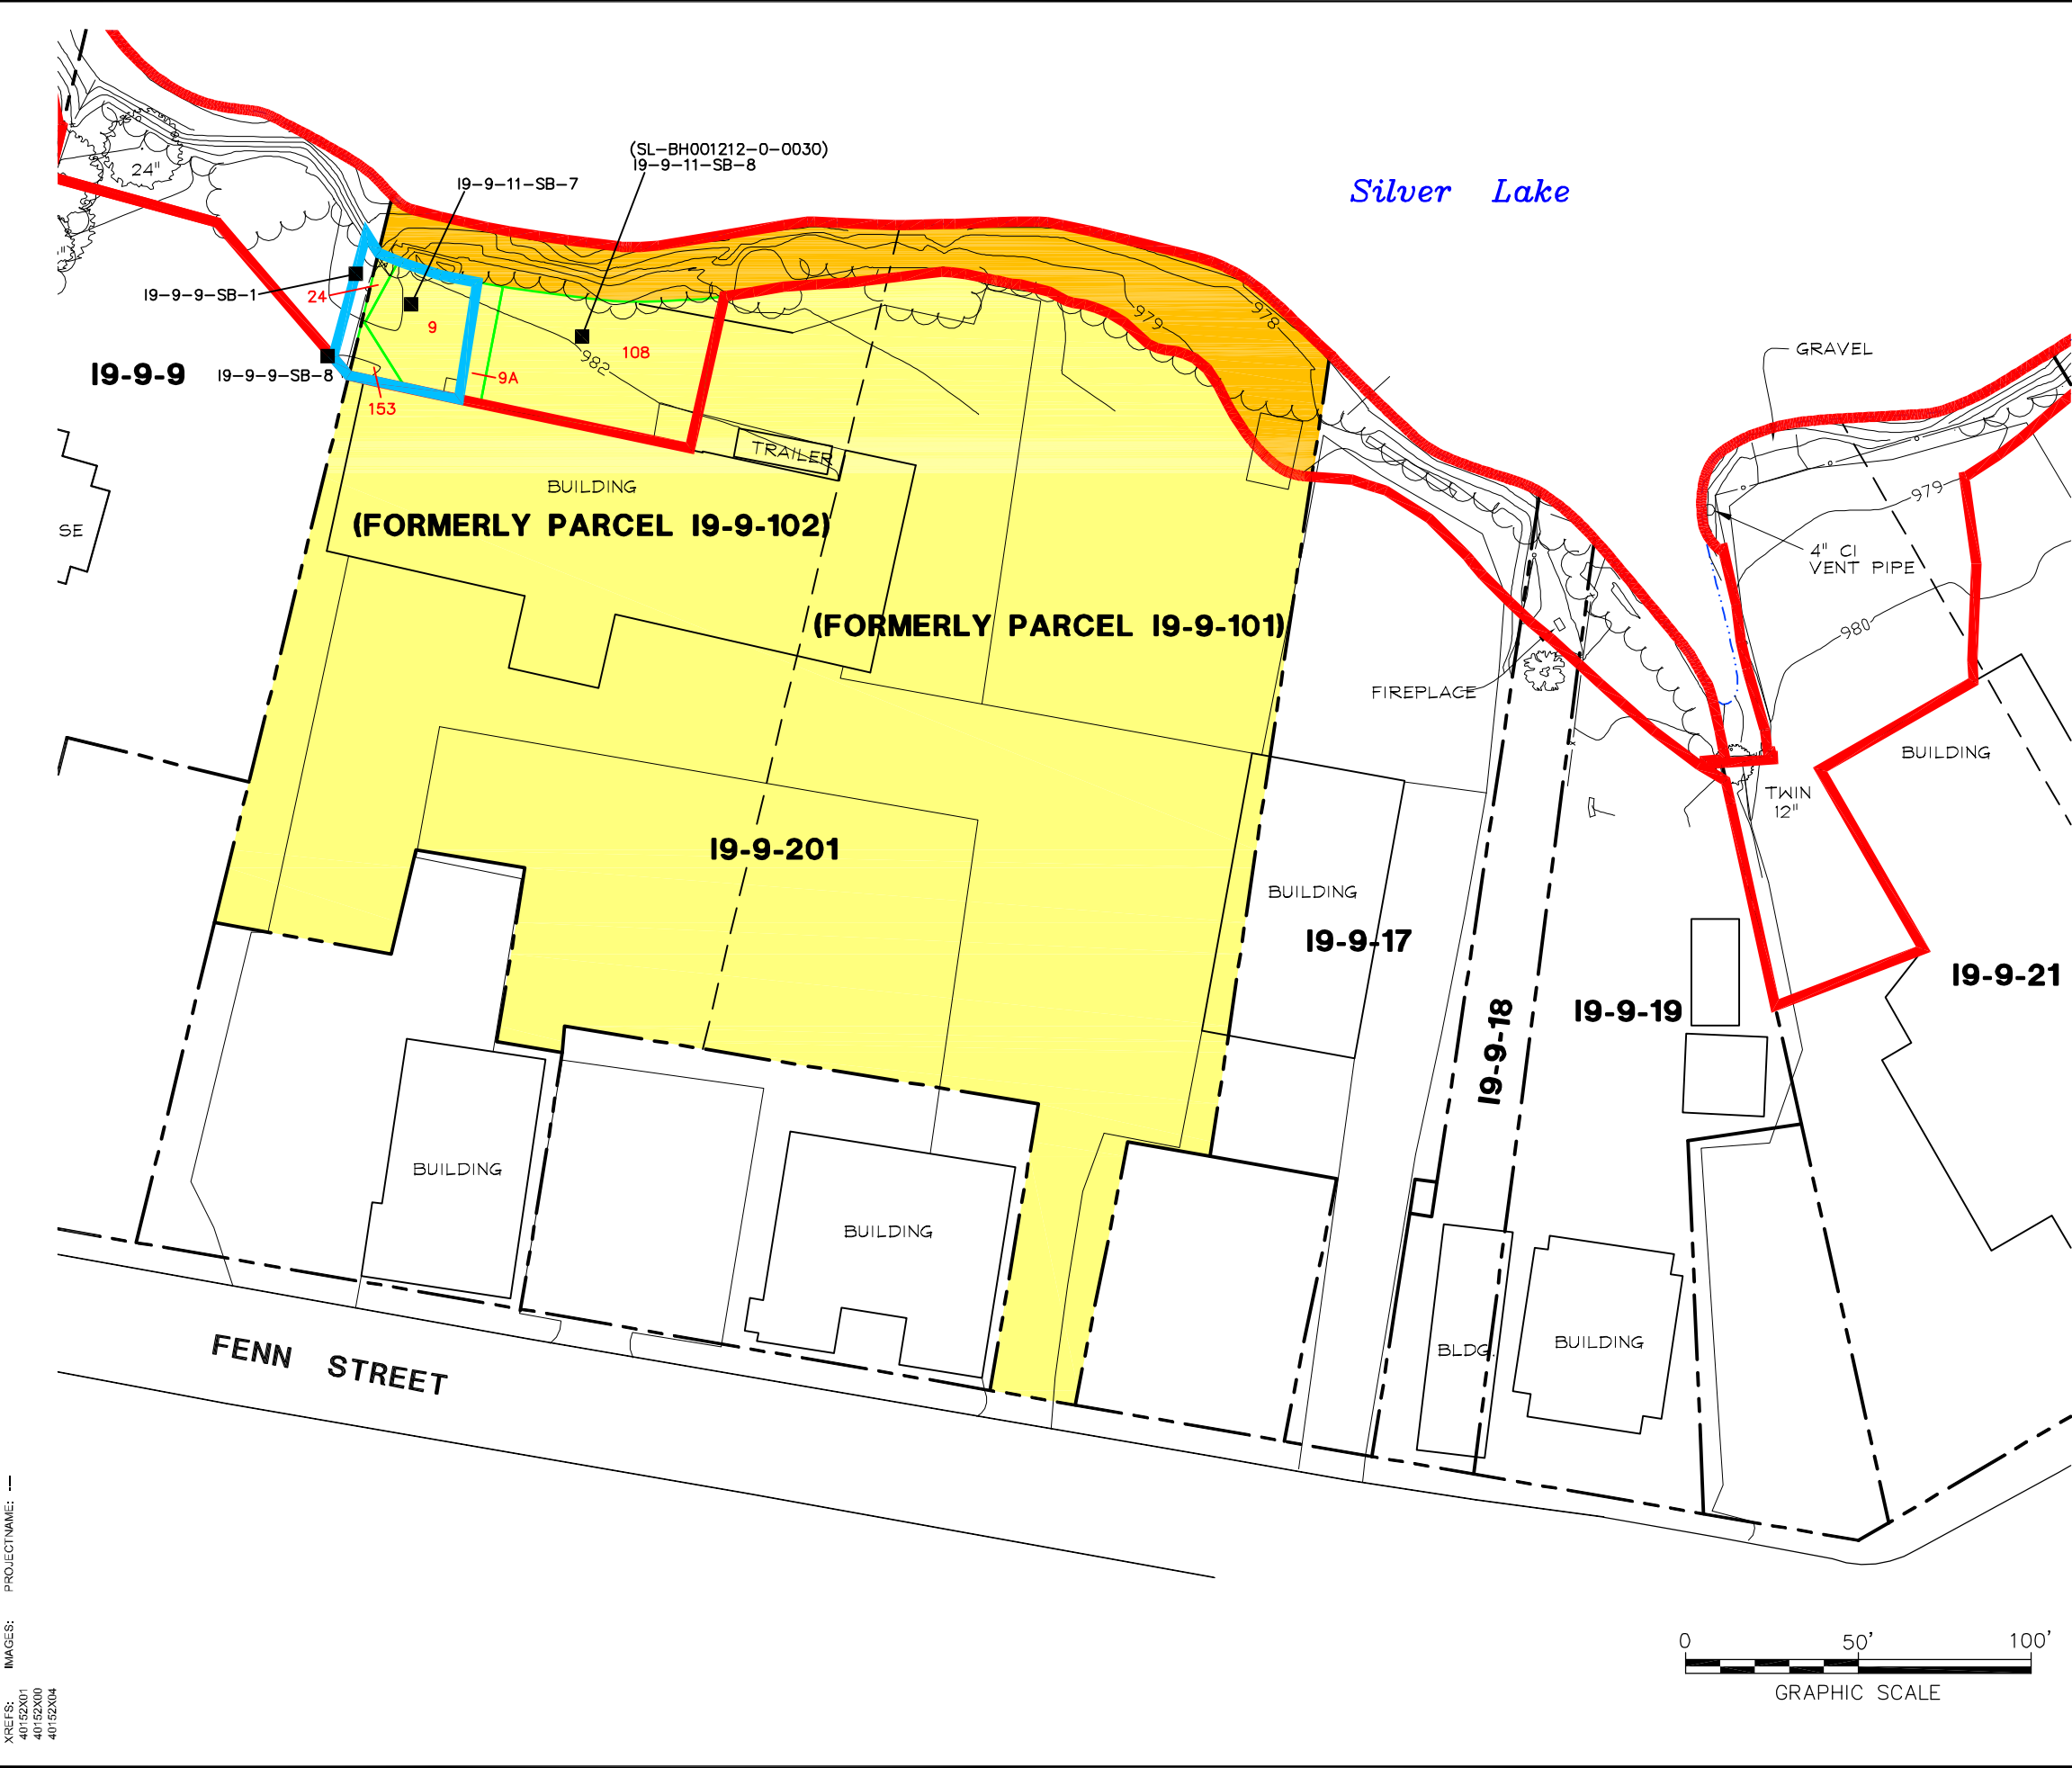 (SL-BH001212-0-0030)
I9-9-11-SB-8
24"
I9-9-11-SB-7
Silver Lake
"
I9-9-9-SB-1
24
9
978
979
108
982
GRAVEL
I9-9-9
I9-9-9-SB-8
9A
153
TRAILER
BUILDING
979
(FORMERLY PARCEL I9-9-102)
SE
4" CI
VENT PIPE
(FORMERLY PARCEL I9-9-101)
980
FIREPLACE
BUILDING
TWIN
12"
I9-9-201
BUILDING
I9-9-17
I9-9-21
I9-9-19
I9-9-18
BUILDING
BUILDING
BLDG.
BUILDING
FENN STREET
0 50' 100'
GRAPHIC SCALE
XREFS: IMAGES: PROJECTNAME: ---
40152X01
40152X00
40152X04